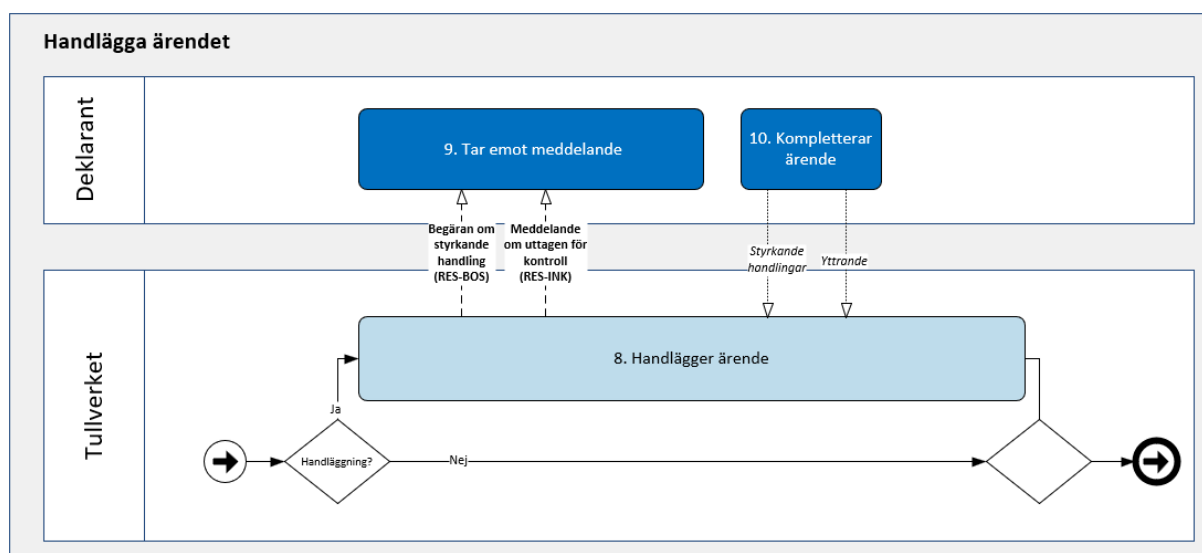 Handlägga ärendet
Deklarant
9. Tar emot meddelande
10. Kompletterar
ärende
Begäran om
styrkande
handling
(RES-BOS)
Meddelande
om uttagen för
kontroll
(RES-INK)
Styrkande
handlingar
Yttrande
Tullverket
8. Handlägger ärende
Ja
Handläggning?
Nej